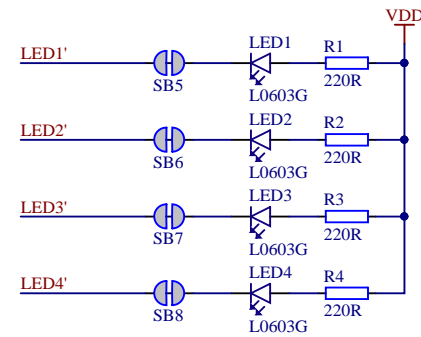 VDD
LED1' LED1 R1
SB5 L0603G 220R
LED2' LED2 R2
SB6 L0603G 220R
LED3' LED3 R3
SB7 L0603G 220R
LED4' LED4 R4
SB8 L0603G 220R